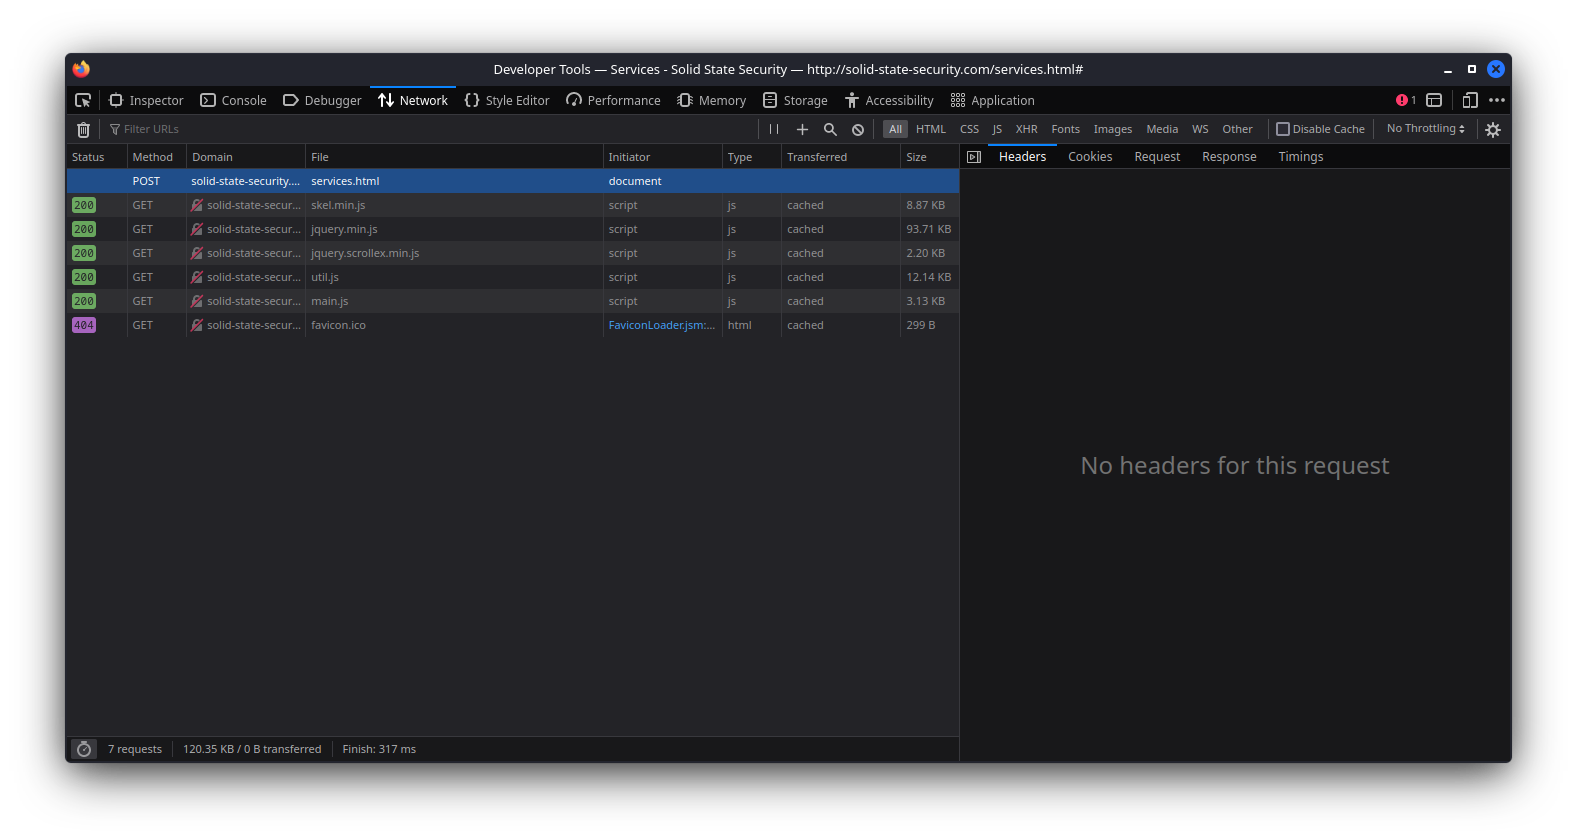 Developer Tools — Services - Solid State Security — http://solid-state-security.com/services.html#
Inspector Console Debugger Network Style Editor Performance Memory Storage Accessibility Application 1
Filter URLs All HTML CSS JS XHR Fonts Images Media WS Other Disable Cache No Throttling
Status Method Domain File Initiator Type Transferred Size Headers Cookies Request Response Timings
POST solid-state-security.... services.html document
200 GET solid-state-secur... skel.min.js script js cached 8.87 KB
200 GET solid-state-secur... jquery.min.js script js cached 93.71 KB
200 GET solid-state-secur... jquery.scrollex.min.js script js cached 2.20 KB
200 GET solid-state-secur... util.js script js cached 12.14 KB
200 GET solid-state-secur... main.js script js cached 3.13 KB
404 GET solid-state-secur... favicon.ico FaviconLoader.jsm:... html cached 299 B
No headers for this request
7 requests 120.35 KB / 0 B transferred Finish: 317 ms